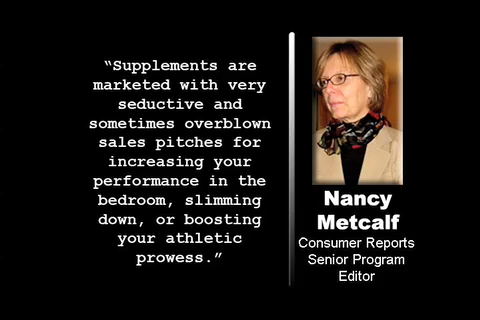 “Supplements are
marketed with very
seductive and
sometimes overblown
sales pitches for
increasing your
performance in the
bedroom, slimming
down, or boosting
your athletic
prowess.”
Nancy
Metcalf
Consumer Reports
Senior Program
Editor